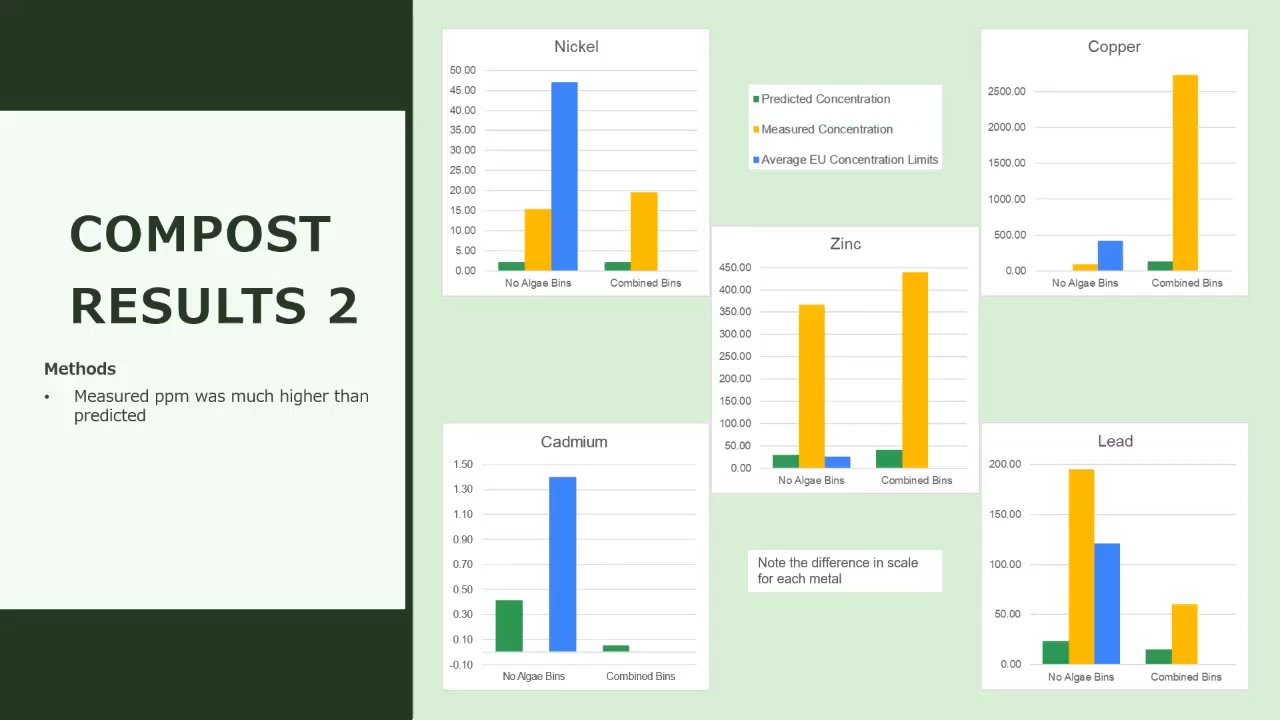 COMPOST
RESULTS 2
Methods
• Measured ppm was much higher than
predicted
Nickel
50.00
45.00
40.00
35.00
30.00
25.00
20.00
15.00
10.00
5.00
0.00
No Algae Bins
Combined Bins
Predicted Concentration
Measured Concentration
Average EU Concentration Limits
Copper
2500.00
2000.00
1500.00
1000.00
500.00
0.00
No Algae Bins
Combined Bins
Zinc
450.00
400.00
350.00
300.00
250.00
200.00
150.00
100.00
50.00
0.00
No Algae Bins
Combined Bins
Cadmium
1.50
1.30
1.10
0.90
0.70
0.50
0.30
0.10
-0.10
No Algae Bins
Combined Bins
Note the difference in scale
for each metal
Lead
200.00
150.00
100.00
50.00
0.00
No Algae Bins
Combined Bins